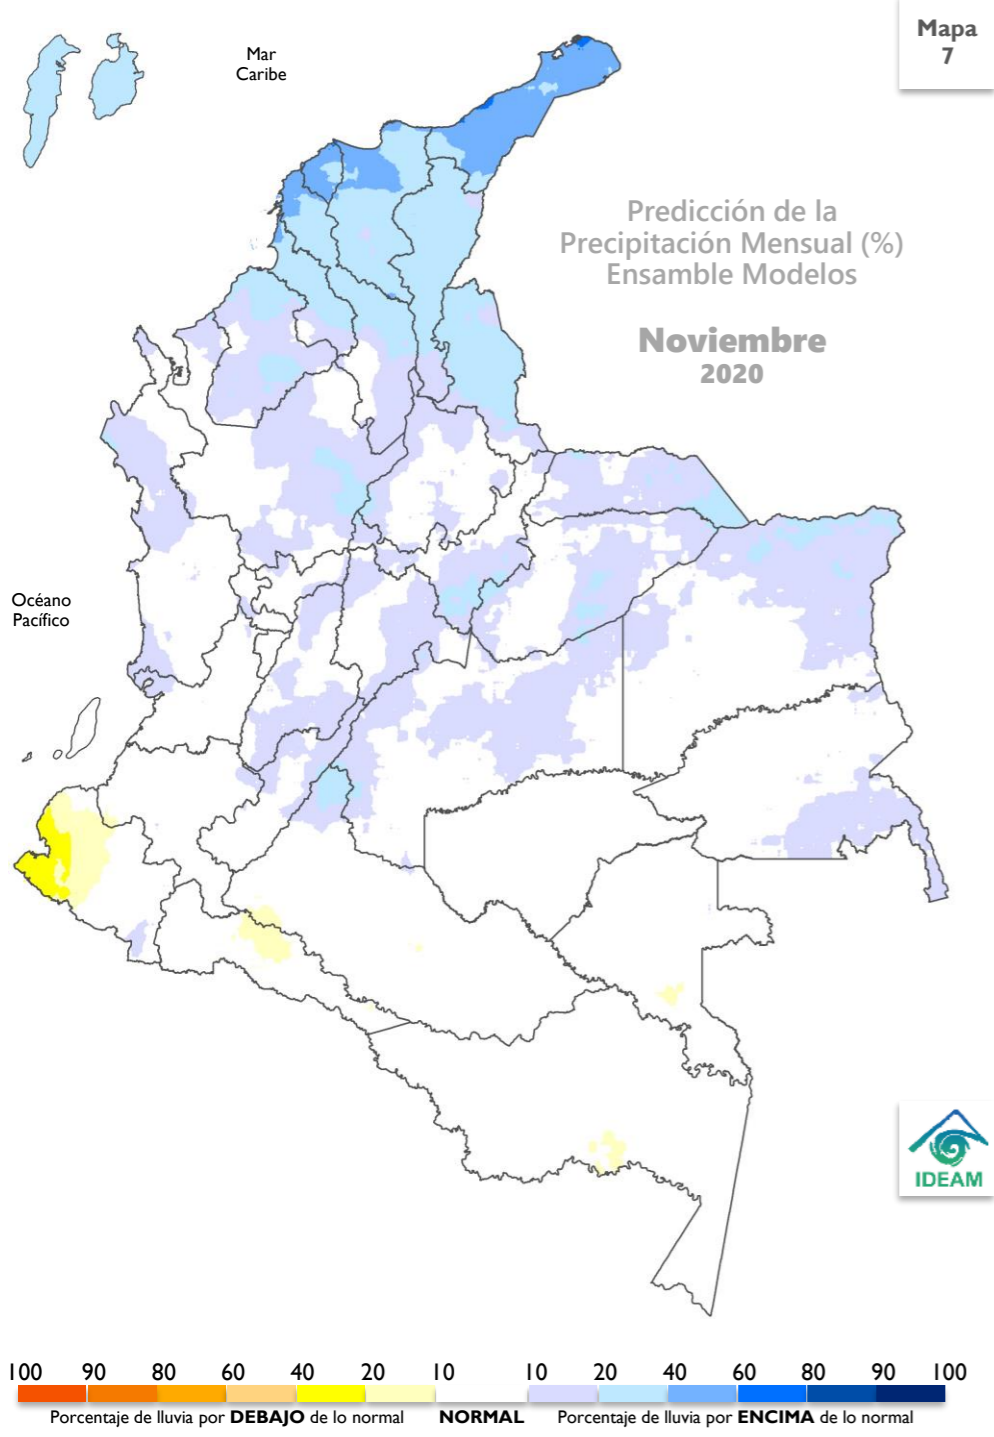 Mapa
7
Mar
Caribe
Predicción de la
Precipitación Mensual (%)
Ensamble Modelos
Noviembre
2020
Océano
Pacífico
IDEAM
100 90 80 60 40 20 10 10 20 40 60 80 90 100
Porcentaje de lluvia por DEBAJO de lo normal NORMAL Porcentaje de lluvia por ENCIMA de lo normal